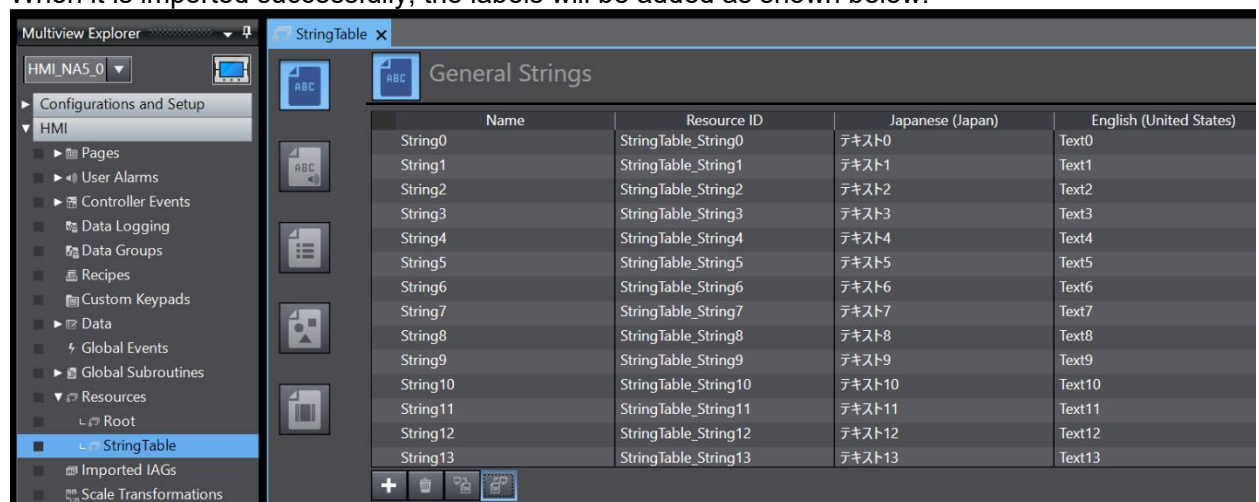 When it is imported successfully, the labels will be added as shown below.
Multiview Explorer
HMI_NA5_0
Configurations and Setup
HMI
Pages
User Alarms
Controller Events
Data Logging
Data Groups
Recipes
Custom Keypads
Data
Global Events
Global Subroutines
Resources
Root
StringTable
Imported IAGs
Scale Transformations
StringTable
ABC
ABC
ABC General Strings
Name Resource ID Japanese (Japan) English (United States)
String0 StringTable_String0 テキスト0 Text0
String1 StringTable_String1 テキスト1 Text1
String2 StringTable_String2 テキスト2 Text2
String3 StringTable_String3 テキスト3 Text3
String4 StringTable_String4 テキスト4 Text4
String5 StringTable_String5 テキスト5 Text5
String6 StringTable_String6 テキスト6 Text6
String7 StringTable_String7 テキスト7 Text7
String8 StringTable_String8 テキスト8 Text8
String9 StringTable_String9 テキスト9 Text9
String10 StringTable_String10 テキスト10 Text10
String11 StringTable_String11 テキスト11 Text11
String12 StringTable_String12 テキスト12 Text12
String13 StringTable_String13 テキスト13 Text13